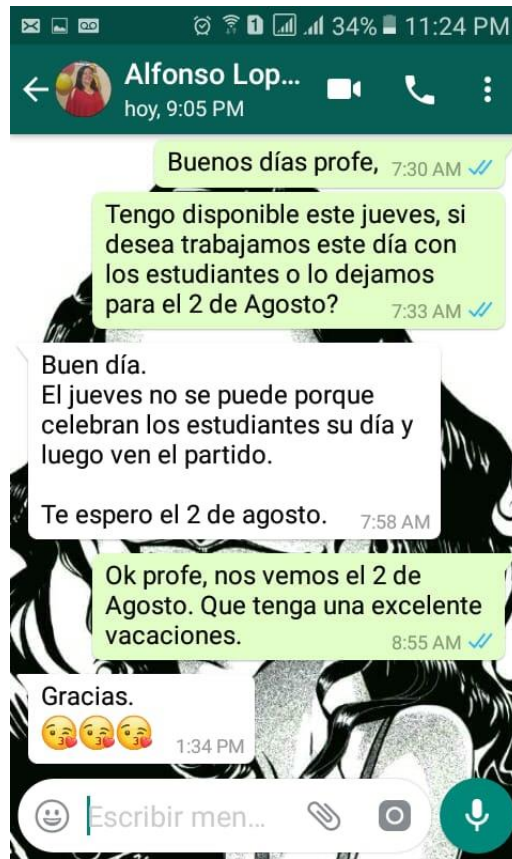 34% 11:24 PM
Alfonso Lop...
hoy, 9:05 PM
Buenos días profe, 7:30 AM
Tengo disponible este jueves, si
desea trabajamos este día con
los estudiantes o lo dejamos
para el 2 de Agosto? 7:33 AM
Buen día.
El jueves no se puede porque
celebran los estudiantes su día y
luego ven el partido.
Te espero el 2 de agosto. 7:58 AM
Ok profe, nos vemos el 2 de
Agosto. Que tenga una excelente
vacaciones. 8:55 AM
Gracias.
😘😘😘 1:34 PM
Escribir men...